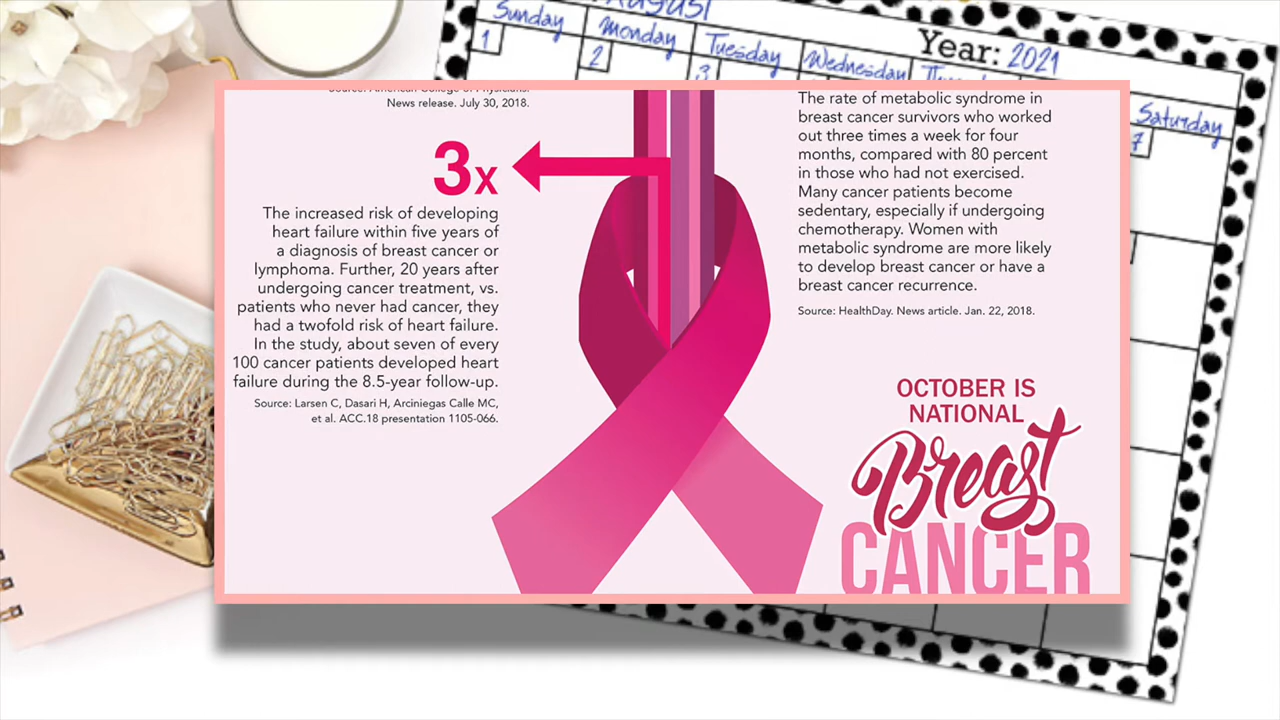 August
Year: 2021
Sunday
Monday
Tuesday
Wednesday
Saturday
1
2
3
7
Source: American College of Physicians.
News release. July 30, 2018.
3x
The increased risk of developing
heart failure within five years of
a diagnosis of breast cancer or
lymphoma. Further, 20 years after
undergoing cancer treatment, vs.
patients who never had cancer, they
had a twofold risk of heart failure.
In the study, about seven of every
100 cancer patients developed heart
failure during the 8.5-year follow-up.
Source: Larsen C, Dasari H, Arciniegas Calle MC,
et al. ACC.18 presentation 1105-066.
The rate of metabolic syndrome in
breast cancer survivors who worked
out three times a week for four
months, compared with 80 percent
in those who had not exercised.
Many cancer patients become
sedentary, especially if undergoing
chemotherapy. Women with
metabolic syndrome are more likely
to develop breast cancer or have a
breast cancer recurrence.
Source: HealthDay. News article. Jan. 22, 2018.
OCTOBER IS
NATIONAL
Breast
CANCER